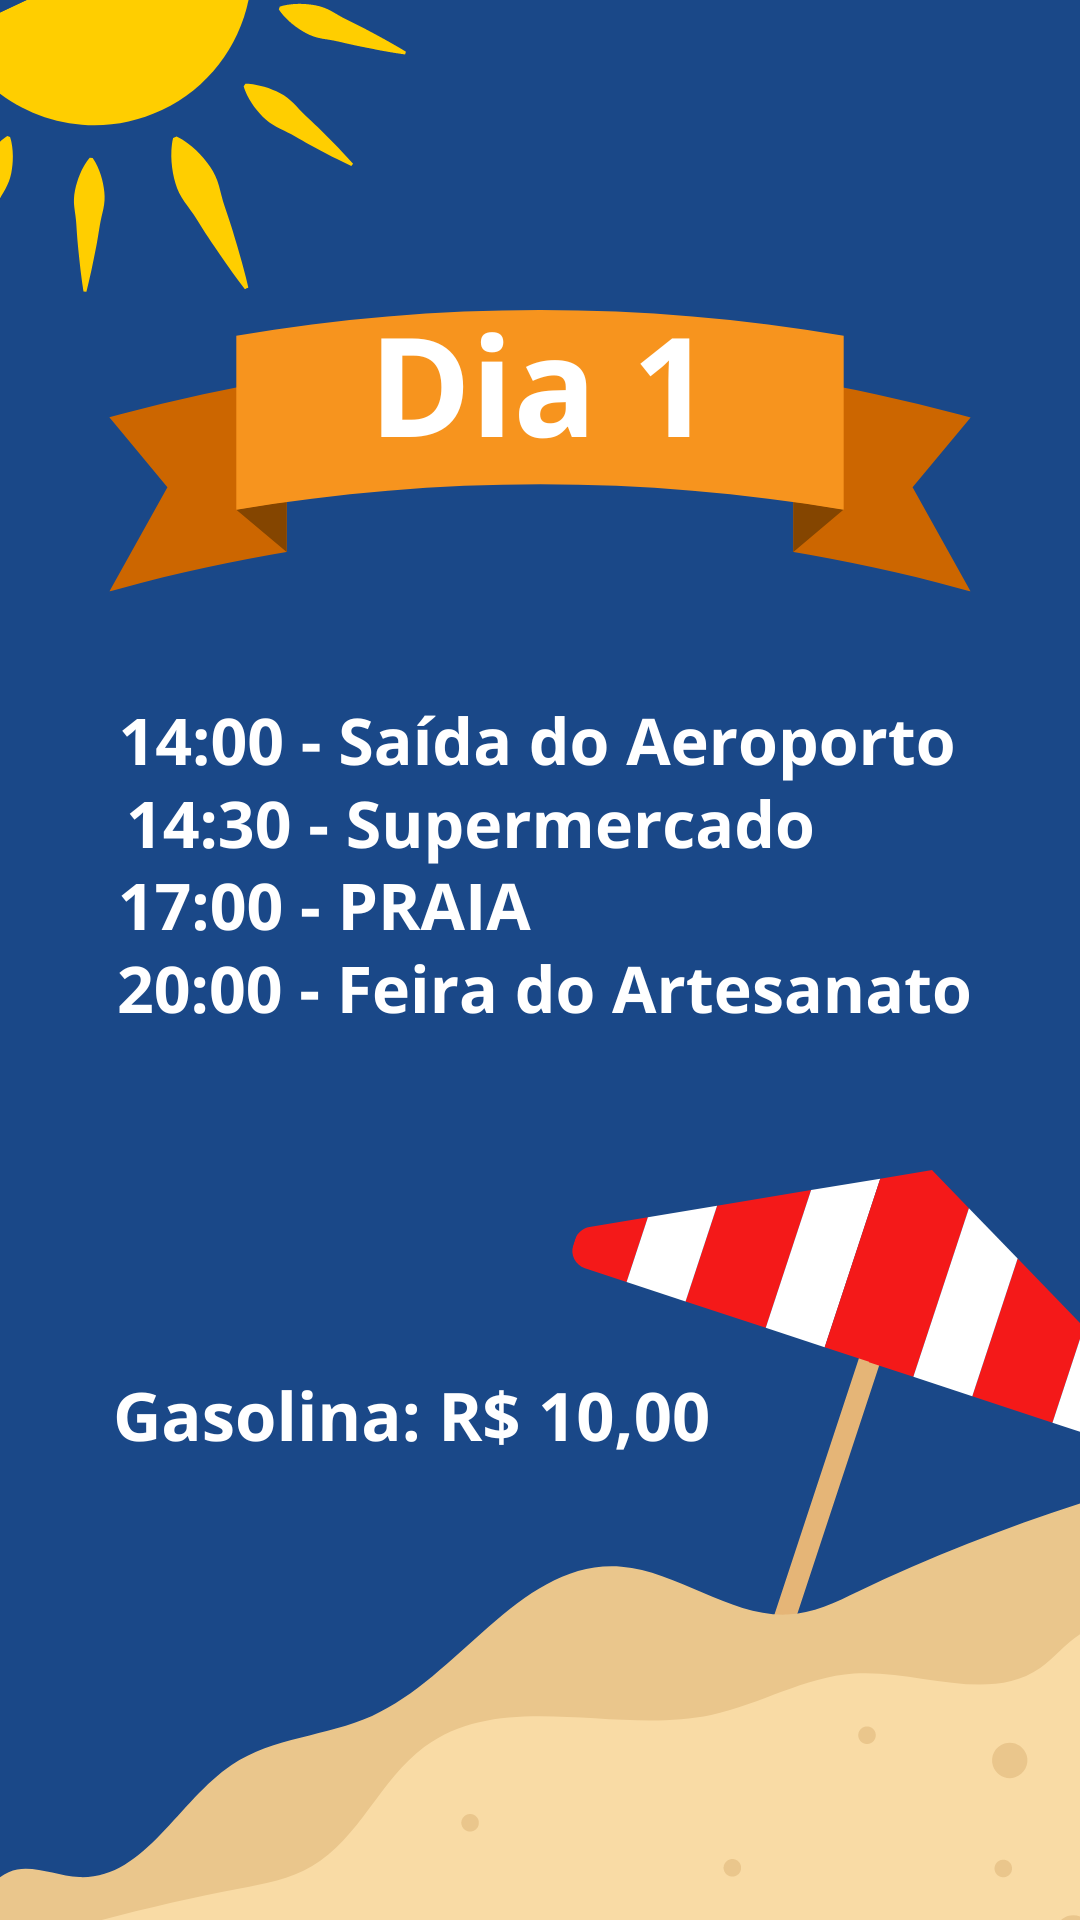 Dia 1
14:00 - Saída do Aeroporto
14:30 - Supermercado
17:00 - PRAIA
20:00 - Feira do Artesanato
Gasolina: R$ 10,00